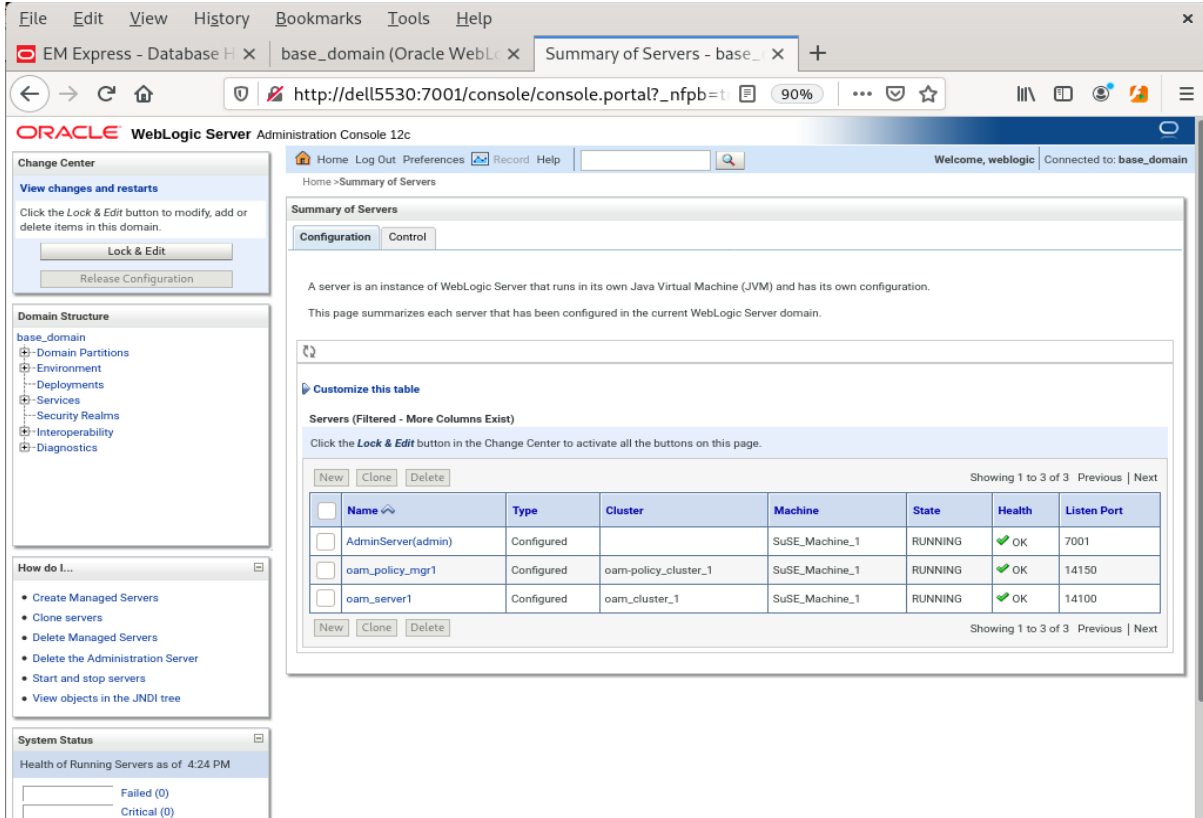 File Edit View History Bookmarks Tools Help
EM Express - Database H
base_domain (Oracle WebLo
Summary of Servers - base_d
http://dell5530:7001/console/console.portal?_nfpb=t
90%
ORACLE WebLogic Server Administration Console 12c
Change Center
View changes and restarts
Click the Lock & Edit button to modify, add or
delete items in this domain.
Lock & Edit
Release Configuration
Domain Structure
base_domain
Domain Partitions
Environment
Deployments
Services
Security Realms
Interoperability
Diagnostics
How do I...
Create Managed Servers
Clone servers
Delete Managed Servers
Delete the Administration Server
Start and stop servers
View objects in the JNDI tree
System Status
Health of Running Servers as of 4:24 PM
Failed (0)
Critical (0)
Home Log Out Preferences Record Help
Welcome, weblogic Connected to: base_domain
Home >Summary of Servers
Summary of Servers
Configuration Control
A server is an instance of WebLogic Server that runs in its own Java Virtual Machine (JVM) and has its own configuration.
This page summarizes each server that has been configured in the current WebLogic Server domain.
Customize this table
Servers (Filtered - More Columns Exist)
Click the Lock & Edit button in the Change Center to activate all the buttons on this page.
New Clone Delete Showing 1 to 3 of 3 Previous | Next
Name Type Cluster Machine State Health Listen Port
AdminServer(admin) Configured SuSE_Machine_1 RUNNING OK 7001
oam_policy_mgr1 Configured oam-policy_cluster_1 SuSE_Machine_1 RUNNING OK 14150
oam_server1 Configured oam_cluster_1 SuSE_Machine_1 RUNNING OK 14100
New Clone Delete Showing 1 to 3 of 3 Previous | Next